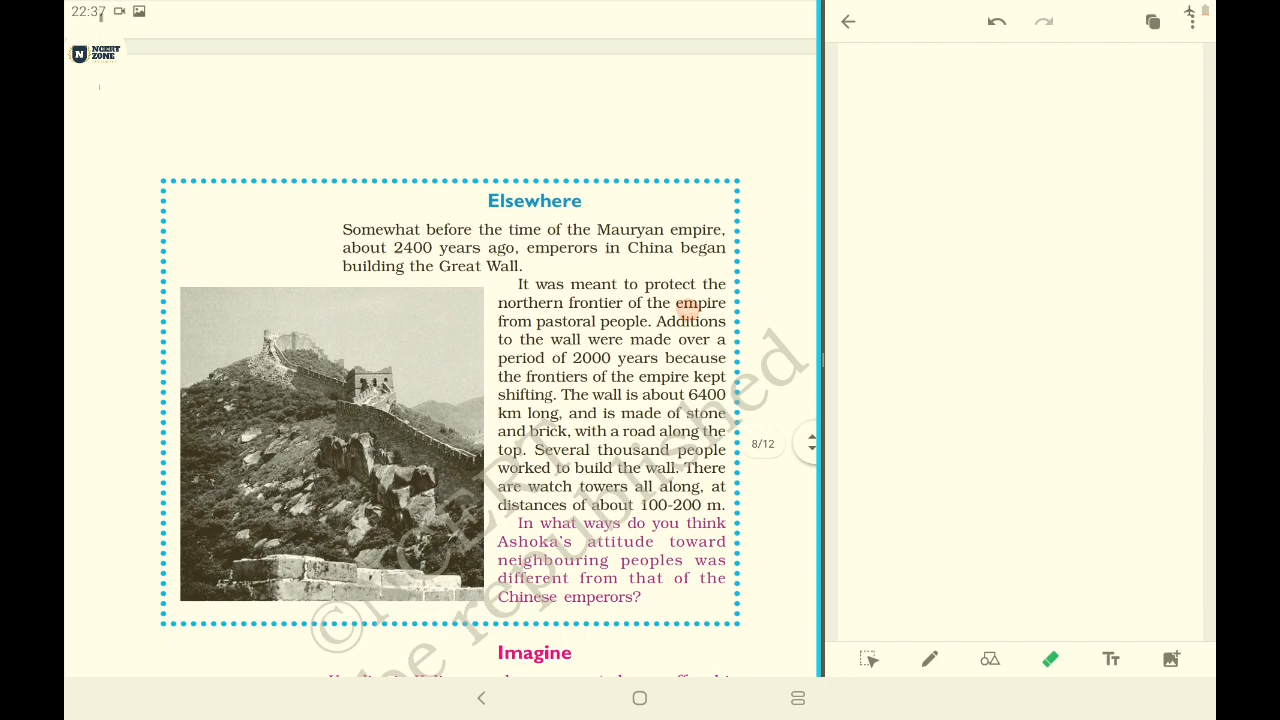 22:37
NCERT
ZONE
Elsewhere
Somewhat before the time of the Mauryan empire,
about 2400 years ago, emperors in China began
building the Great Wall.
It was meant to protect the
northern frontier of the empire
from pastoral people. Additions
to the wall were made over a
period of 2000 years because
the frontiers of the empire kept
shifting. The wall is about 6400
km long, and is made of stone
and brick, with a road along the
top. Several thousand people
worked to build the wall. There
are watch towers all along, at
distances of about 100-200 m.
In what ways do you think
Ashoka's attitude toward
neighbouring peoples was
different from that of the
Chinese emperors?
8/12
©NCERT
be republished
Imagine
Tт